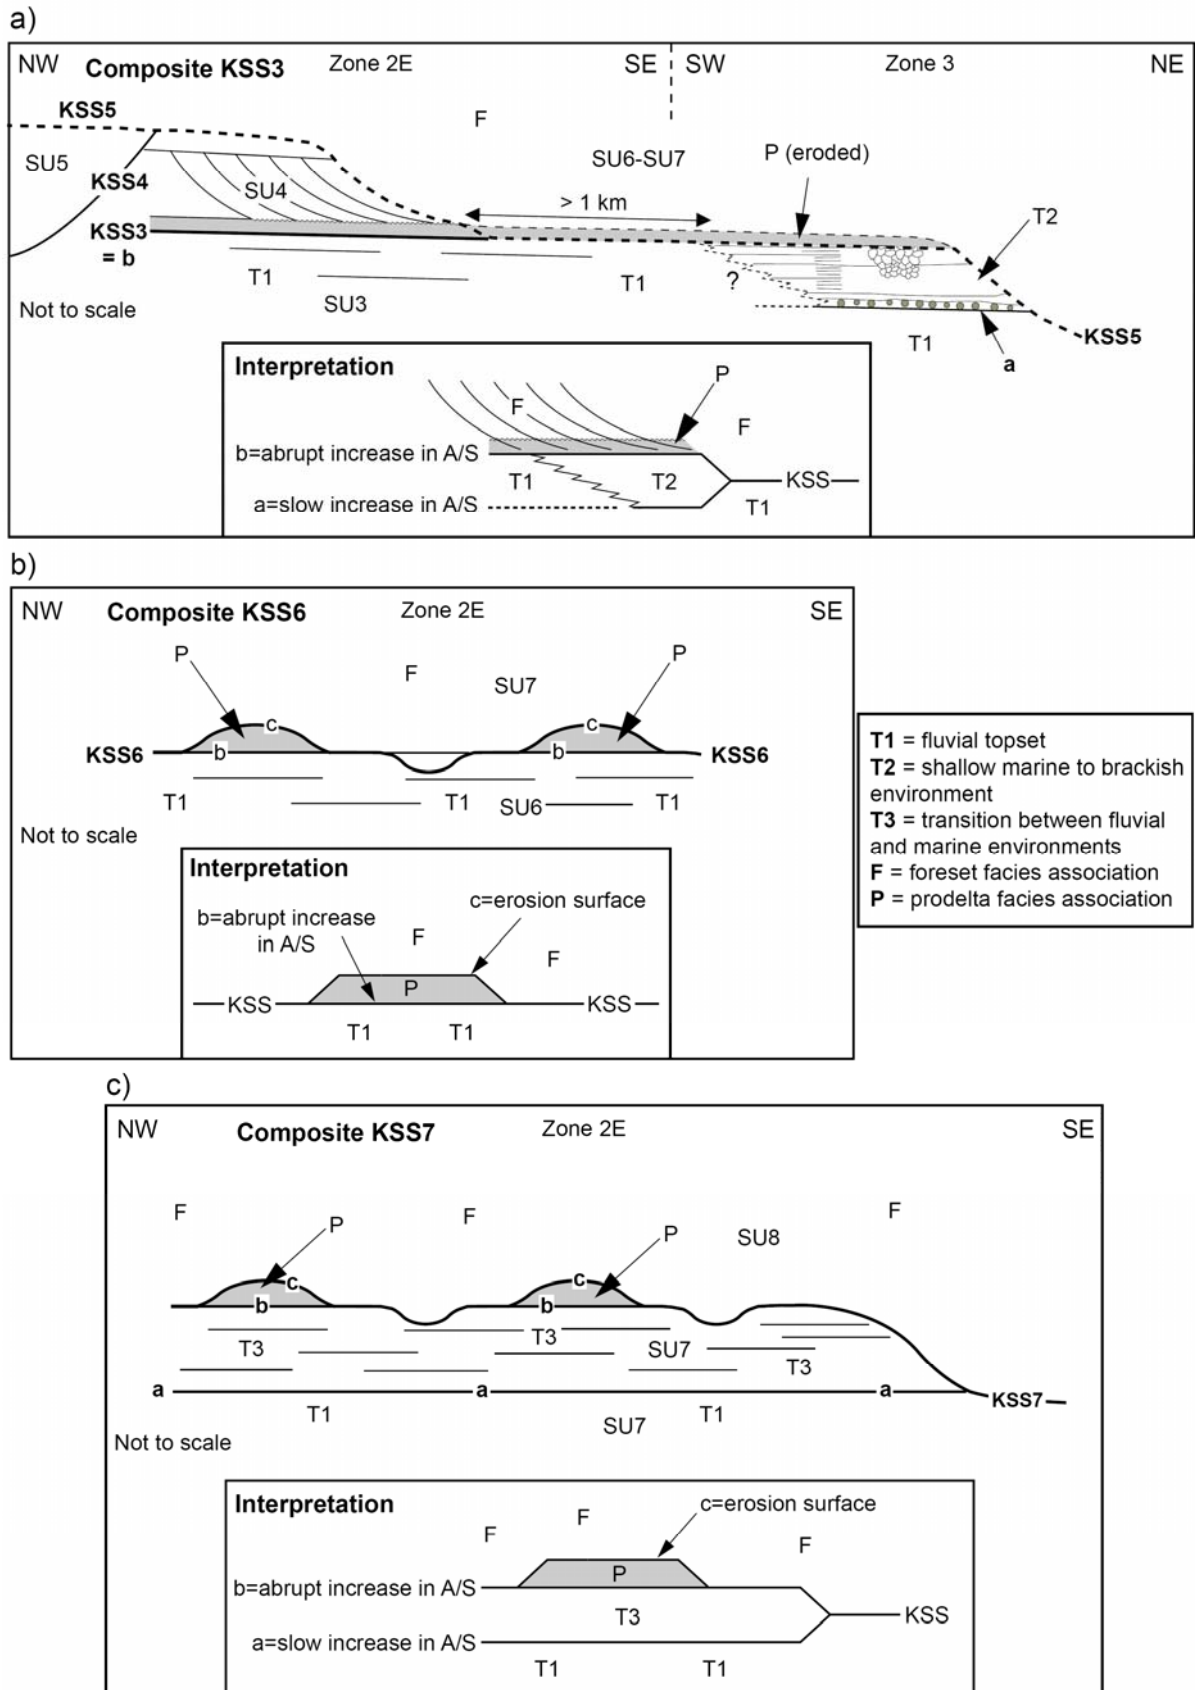 a)
NW Composite KSS3 Zone 2E SE SW Zone 3 NE
KSS5
F
SU5
SU6-SU7
P (eroded)
KSS4
SU4
> 1 km
T2
KSS3
= b
T1
T1
?
SU3
Not to scale
T1
KSS5
a
Interpretation
P
F
F
b=abrupt increase in A/S
T1
T2
KSS
a=slow increase in A/S
T1
b)
NW Composite KSS6 Zone 2E SE
P
F
P
SU7
c
c
KSS6
b
b
KSS6
T1
T1
SU6
T1
Not to scale
Interpretation
c=erosion surface
b=abrupt increase
in A/S
F
F
P
KSS
KSS
T1
T1
T1 = fluvial topset
T2 = shallow marine to brackish
environment
T3 = transition between fluvial
and marine environments
F = foreset facies association
P = prodelta facies association
c)
NW Composite KSS7 Zone 2E SE
F
P
F
P
SU8
F
c
c
b
b
T3
T3
SU7
T3
a
a
a
KSS7
T1
SU7
T1
Not to scale
Interpretation
c=erosion surface
F
F
F
P
b=abrupt increase in A/S
T3
KSS
a=slow increase in A/S
T1
T1